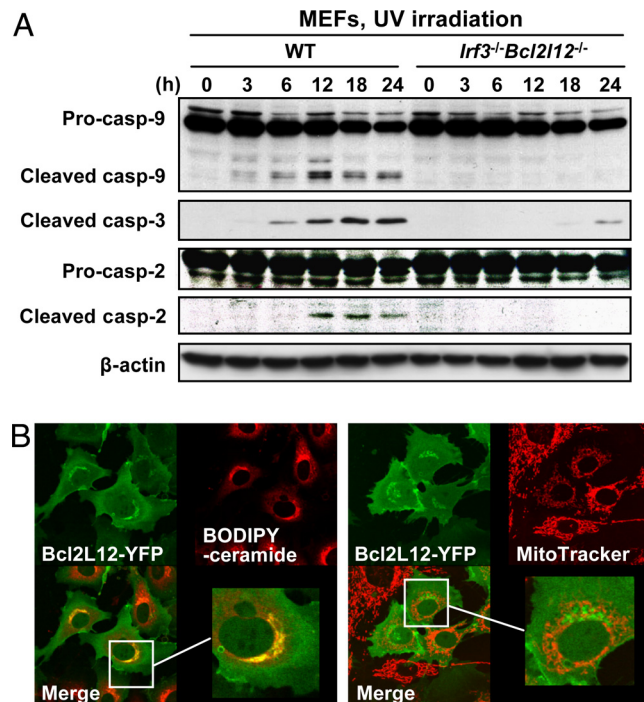 A
MEFs, UV irradiation
WT
Irf3-/-Bcl2l12-/-
(h) 0 3 6 12 18 24 0 3 6 12 18 24
Pro-casp-9
Cleaved casp-9
Cleaved casp-3
Pro-casp-2
Cleaved casp-2
β-actin
B
Bcl2L12-YFP
BODIPY
-ceramide
Merge
Bcl2L12-YFP
MitoTracker
Merge